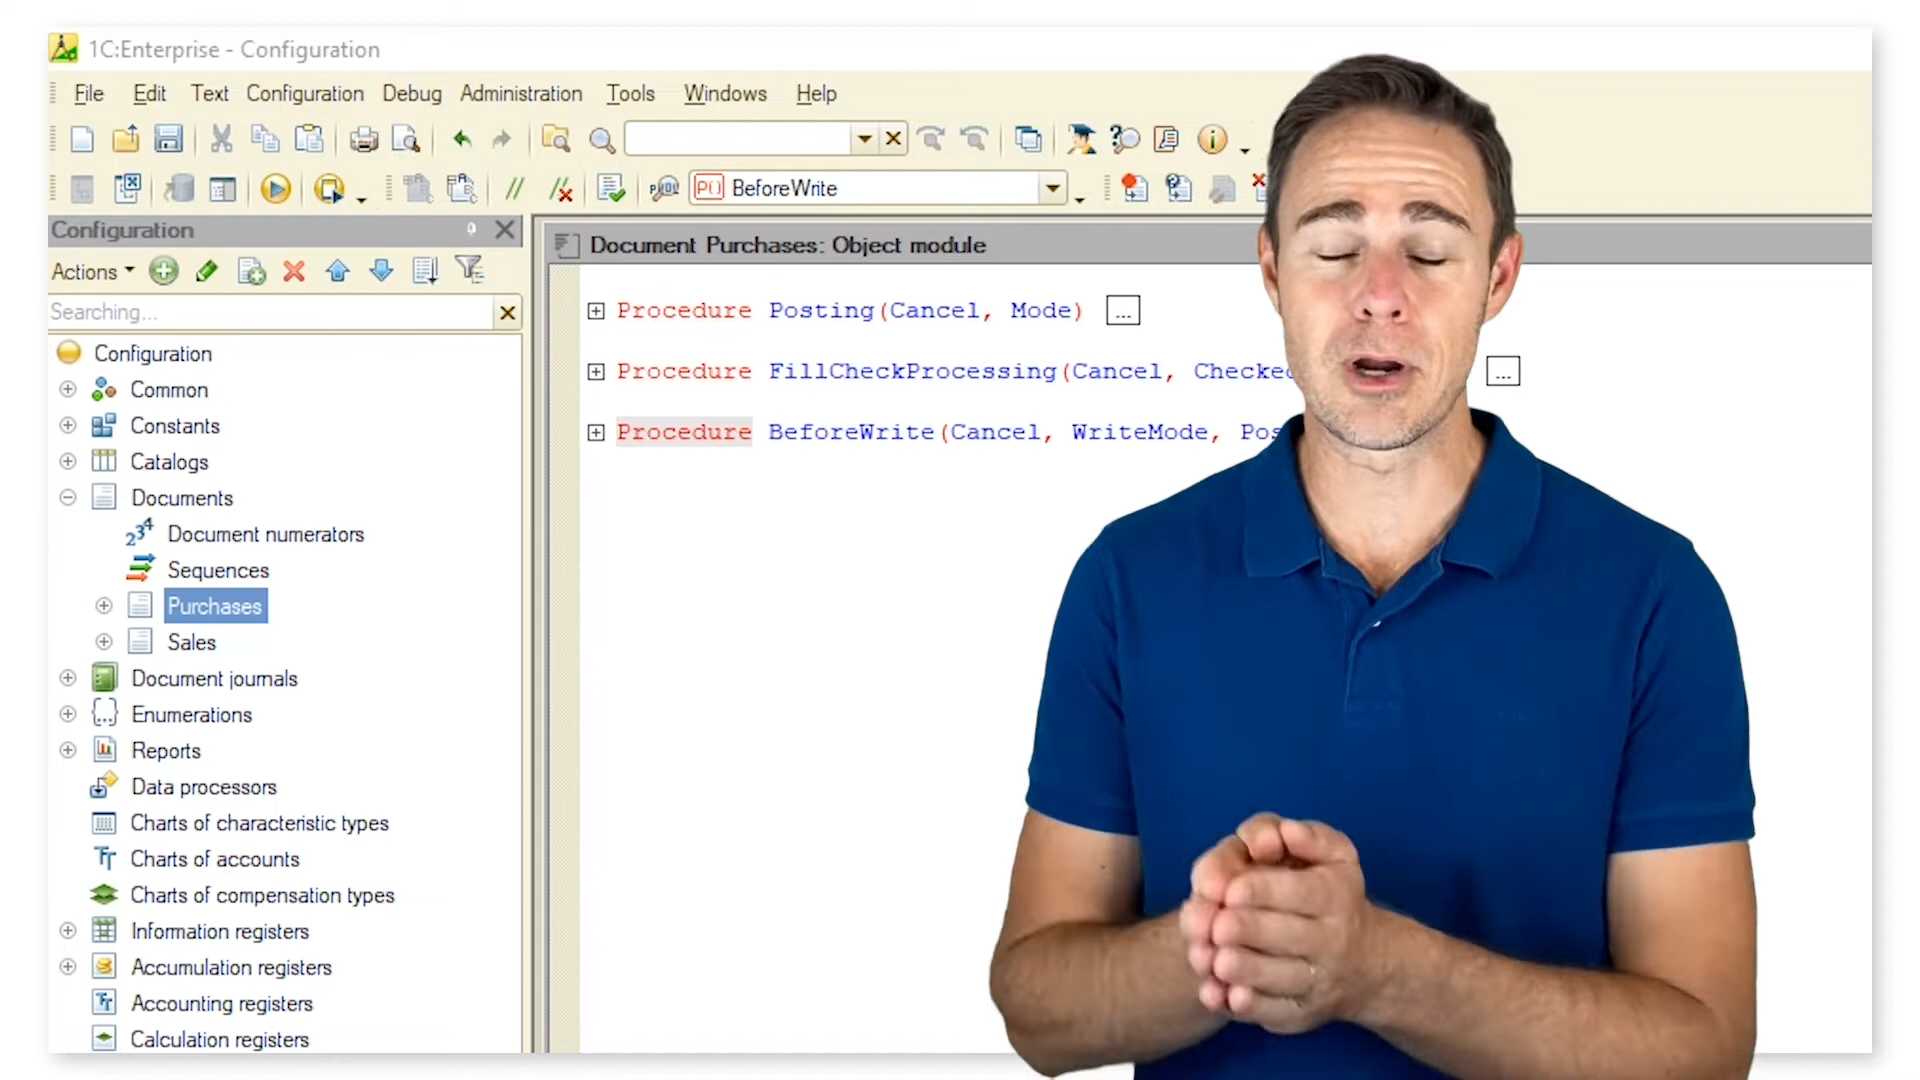 1C:Enterprise - Configuration
File Edit Text Configuration Debug Administration Tools Windows Help
P() BeforeWrite
Configuration
Document Purchases: Object module
Actions
Searching...
Procedure Posting(Cancel, Mode) ...
Procedure FillCheckProcessing(Cancel, ...
Procedure BeforeWrite(Cancel, WriteMode,
Configuration
Common
Constants
Catalogs
Documents
Document numerators
Sequences
Purchases
Sales
Document journals
Enumerations
Reports
Data processors
Charts of characteristic types
Charts of accounts
Charts of compensation types
Information registers
Accumulation registers
Accounting registers
Calculation registers